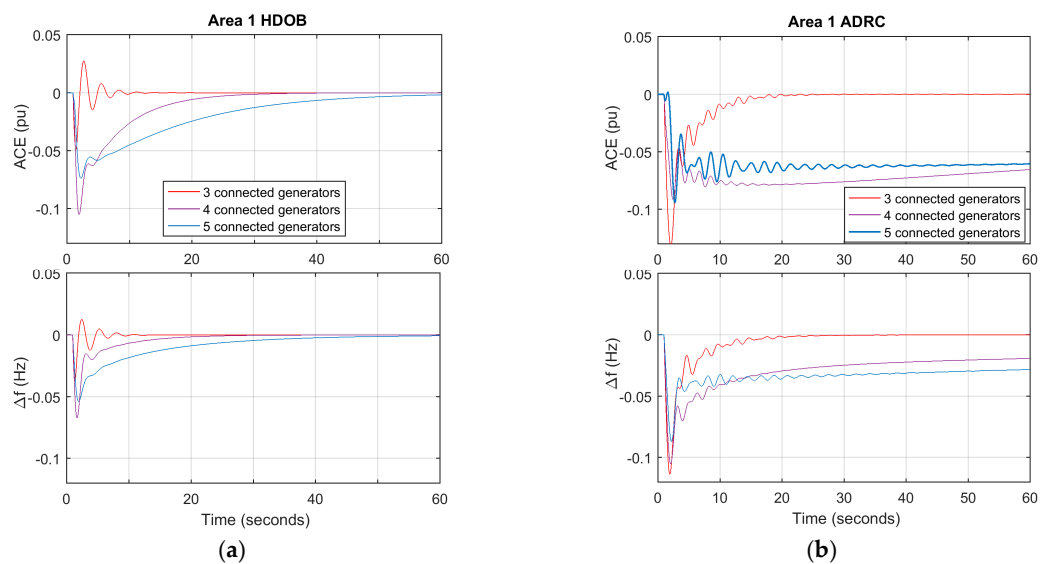 Area 1 HDOB
0.05
0
-0.05
-0.1
ACE (pu)
3 connected generators
4 connected generators
5 connected generators
0
20
40
60
0.05
0
-0.05
-0.1
Δf (Hz)
0
20
40
60
Time (seconds)
(a)
Area 1 ADRC
0.05
0
-0.05
-0.1
ACE (pu)
3 connected generators
4 connected generators
5 connected generators
0
10
20
30
40
50
60
0.05
0
-0.05
-0.1
Δf (Hz)
0
10
20
30
40
50
60
Time (seconds)
(b)